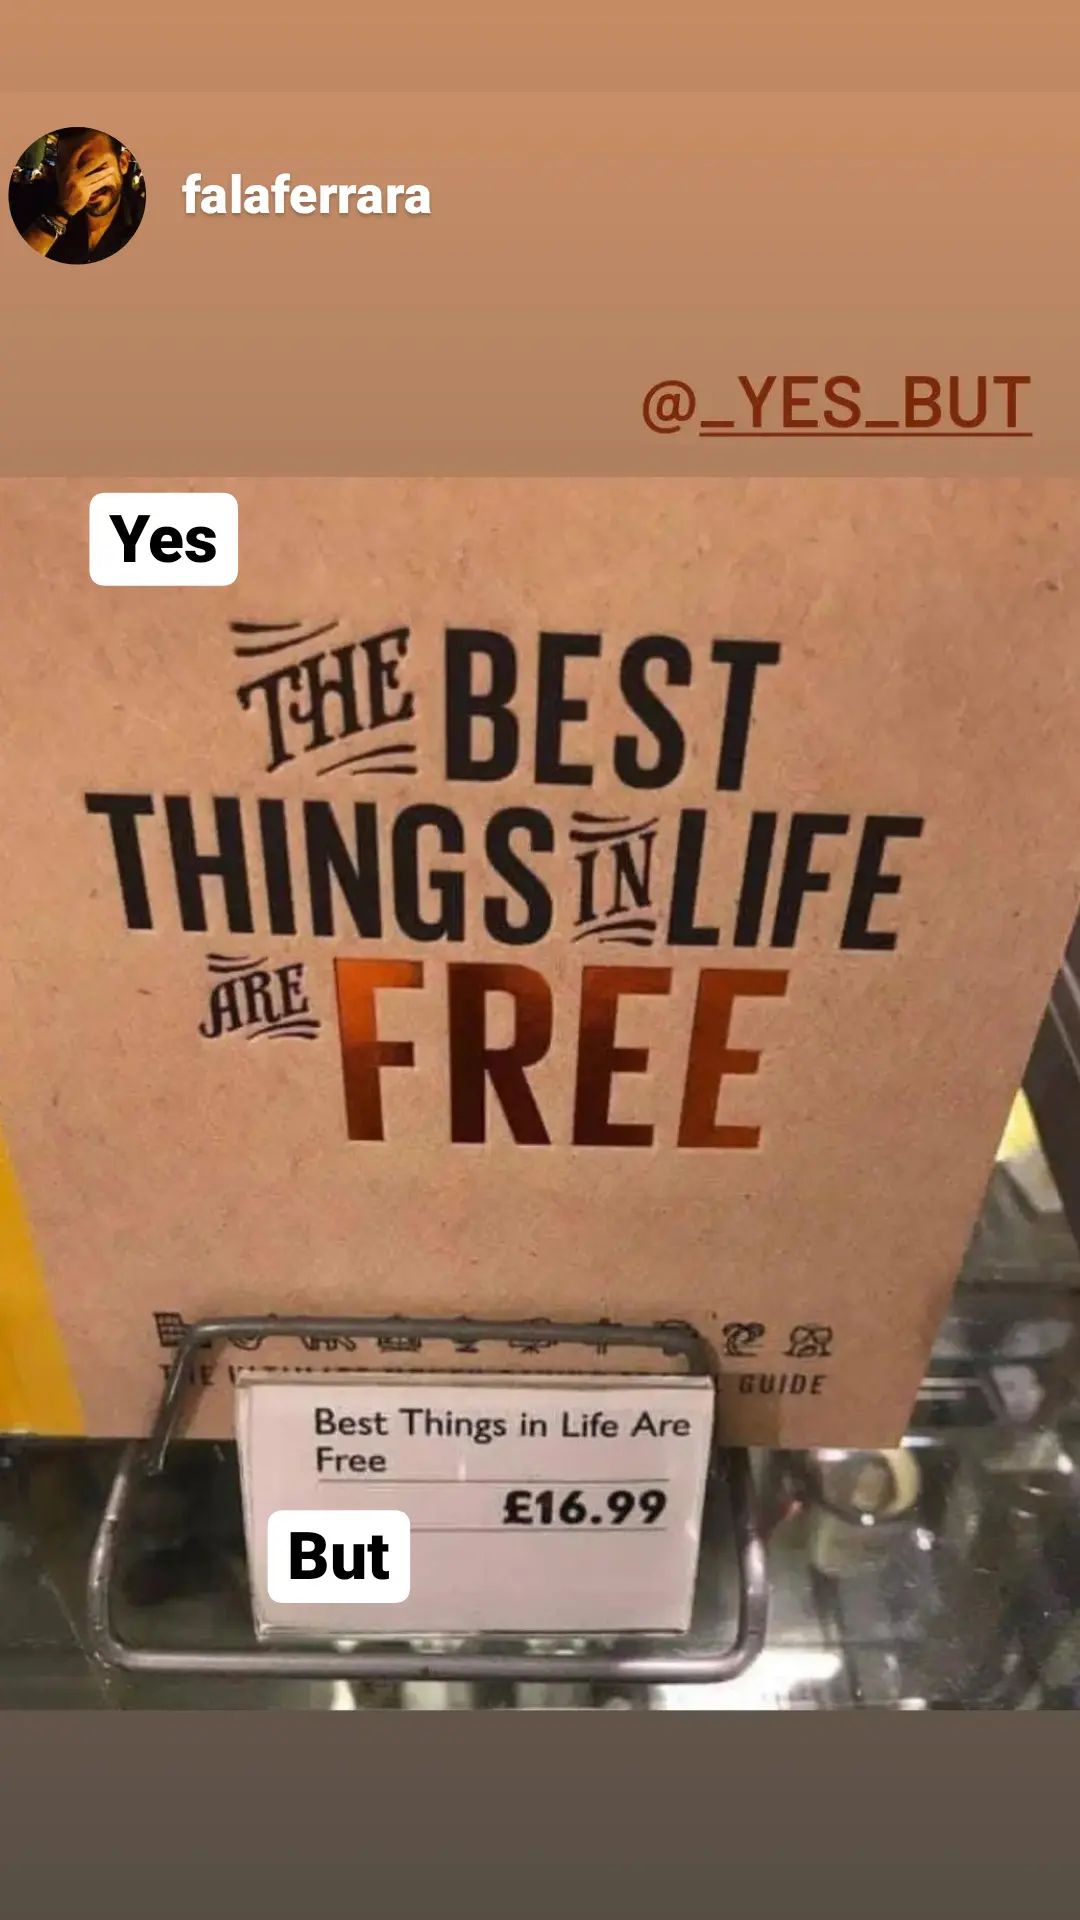 falaferrara
@_YES_BUT
Yes
THE BEST
THINGS IN LIFE
ARE FREE
GUIDE
Best Things in Life Are
Free
£16.99
But